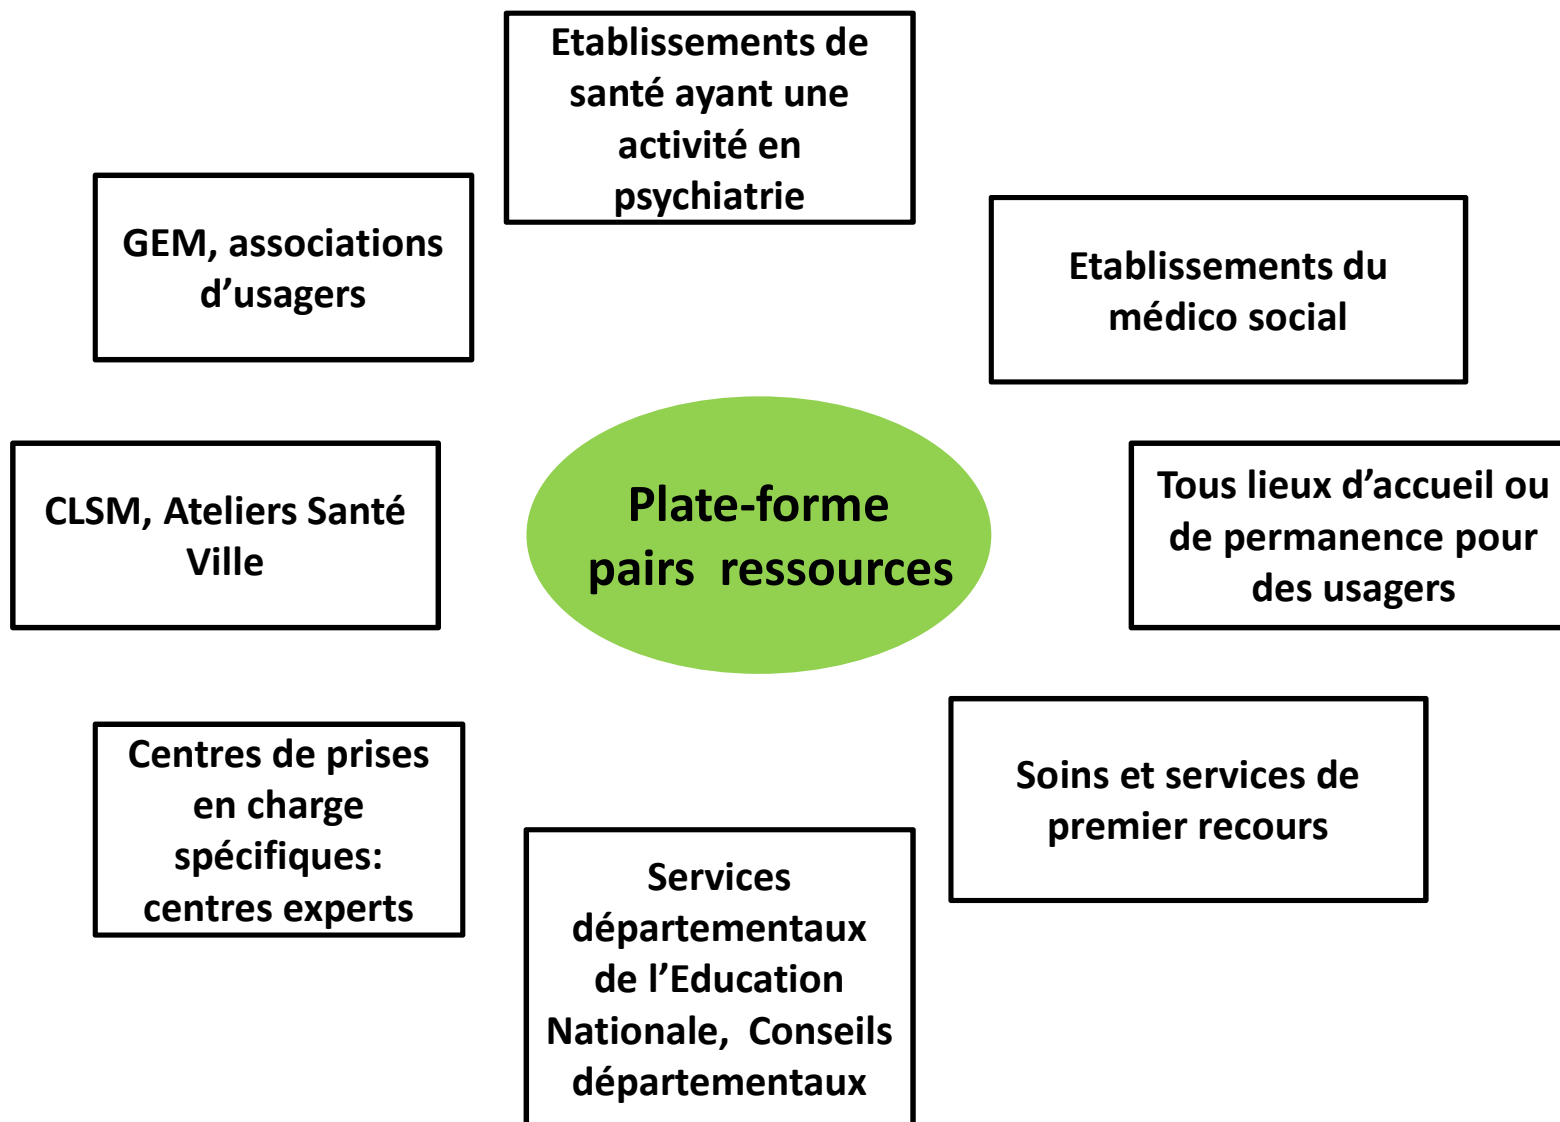 Etablissements de
santé ayant une
activité en
psychiatrie
GEM, associations
d’usagers
Etablissements du
médico social
CLSM, Ateliers Santé
Ville
Plate-forme
pairs  ressources
Tous lieux d’accueil ou
de permanence pour
des usagers
Centres de prises
en charge
spécifiques:
centres experts
Soins et services de
premier recours
Services
départementaux
de l’Education
Nationale,  Conseils
départementaux